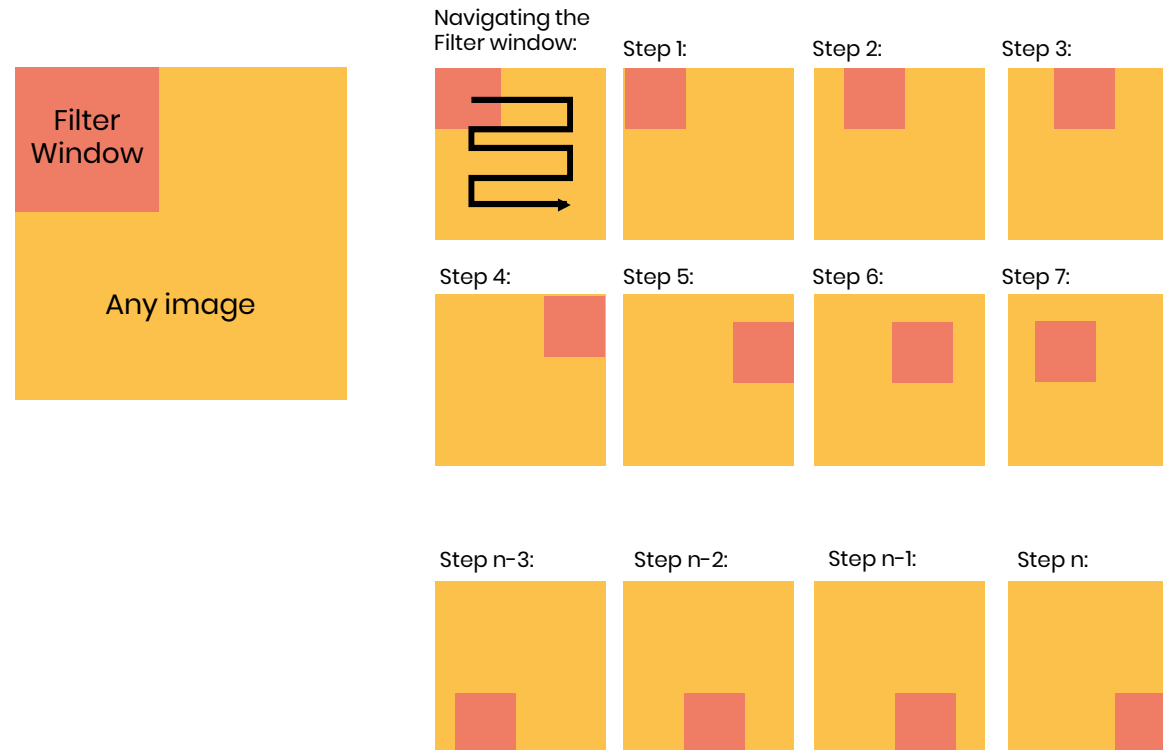 Filter
Window
Any image
Navigating the
Filter window:
Step 1:
Step 2:
Step 3:
Step 4:
Step 5:
Step 6:
Step 7:
Step n-3:
Step n-2:
Step n-1:
Step n: